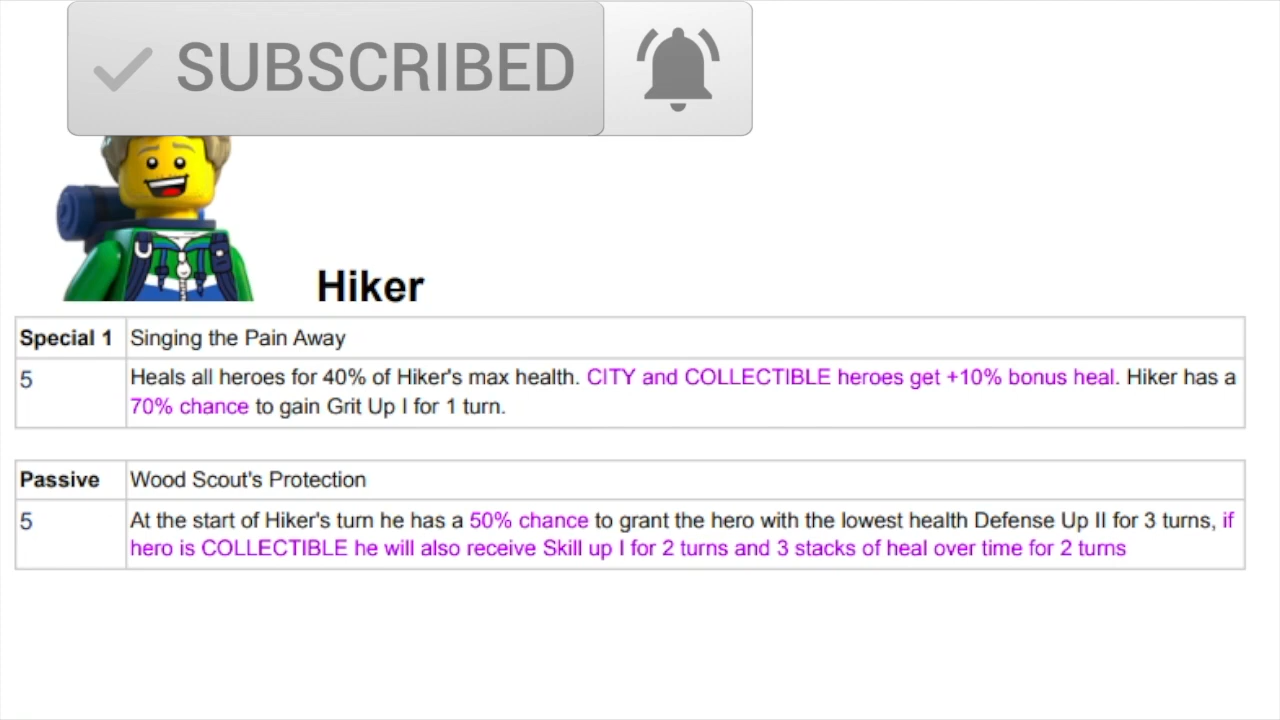 SUBSCRIBED
Hiker
Special 1 Singing the Pain Away
5 Heals all heroes for 40% of Hiker's max health. CITY and COLLECTIBLE heroes get +10% bonus heal. Hiker has a
70% chance to gain Grit Up I for 1 turn.
Passive Wood Scout's Protection
5 At the start of Hiker's turn he has a 50% chance to grant the hero with the lowest health Defense Up II for 3 turns, if
hero is COLLECTIBLE he will also receive Skill up I for 2 turns and 3 stacks of heal over time for 2 turns